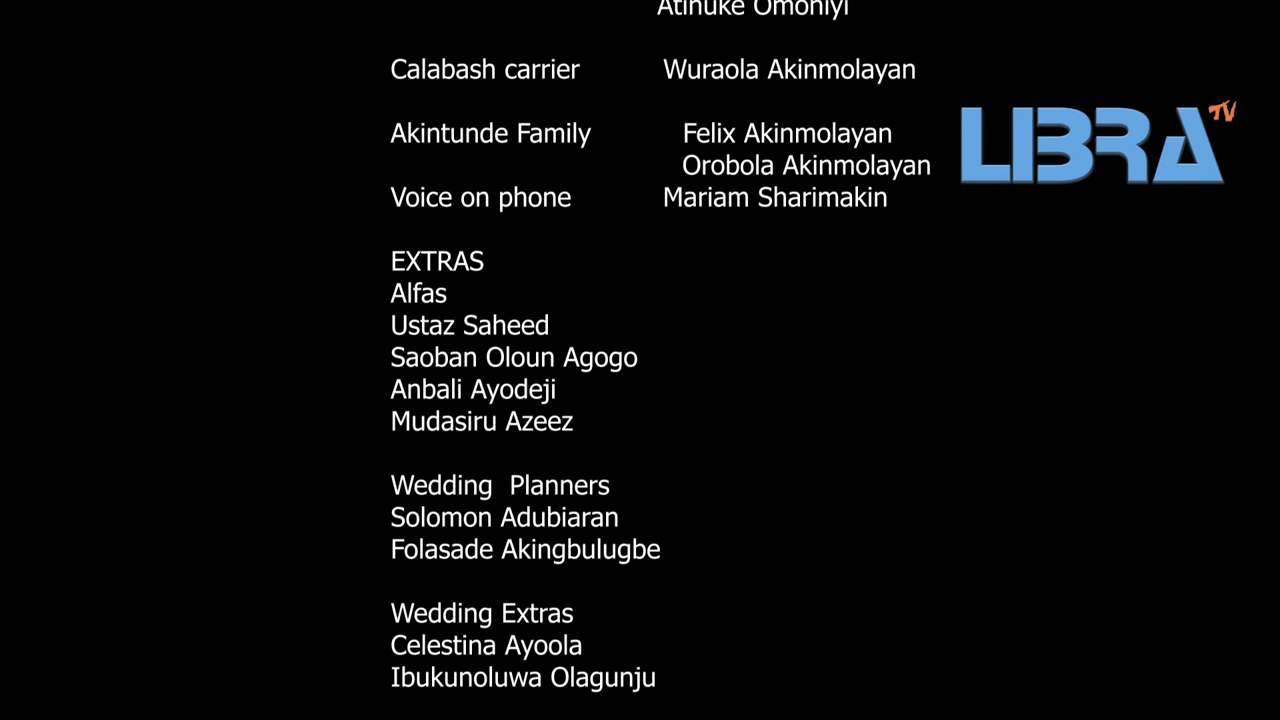 Atinuke Omoniyi
Calabash carrier Wuraola Akinmolayan
LIBRA TV
Akintunde Family Felix Akinmolayan
Orobola Akinmolayan
Voice on phone Mariam Sharimakin
EXTRAS
Alfas
Ustaz Saheed
Saoban Oloun Agogo
Anbali Ayodeji
Mudasiru Azeez
Wedding  Planners
Solomon Adubiaran
Folasade Akingbulugbe
Wedding Extras
Celestina Ayoola
Ibukunoluwa Olagunju